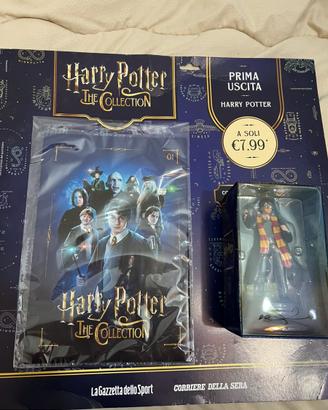 Harry Potter
THE COLLECTION
PRIMA
USCITA
HARRY POTTER
A SOLI
€7.99*
01
Harry Potter
THE COLLECTION
La Gazzetta dello Sport
CORRIERE DELLA SERA